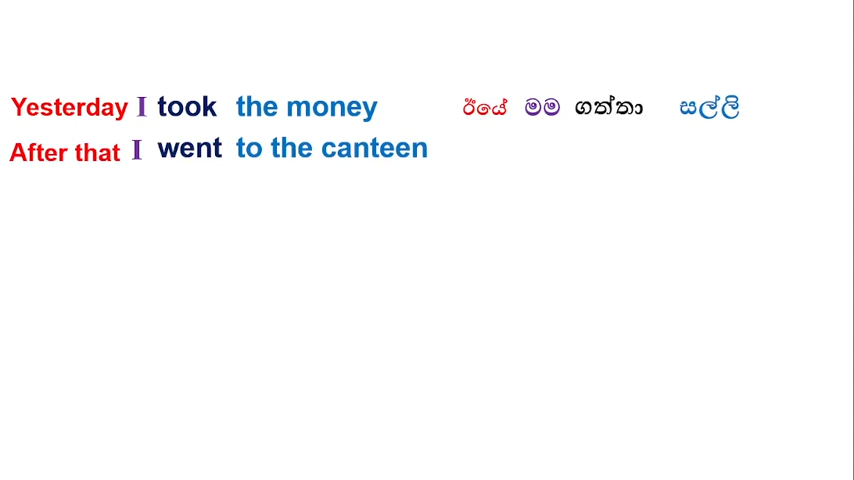 Yesterday I took the money ඊයේ මම ගත්තා සල්ලි
After that I went to the canteen